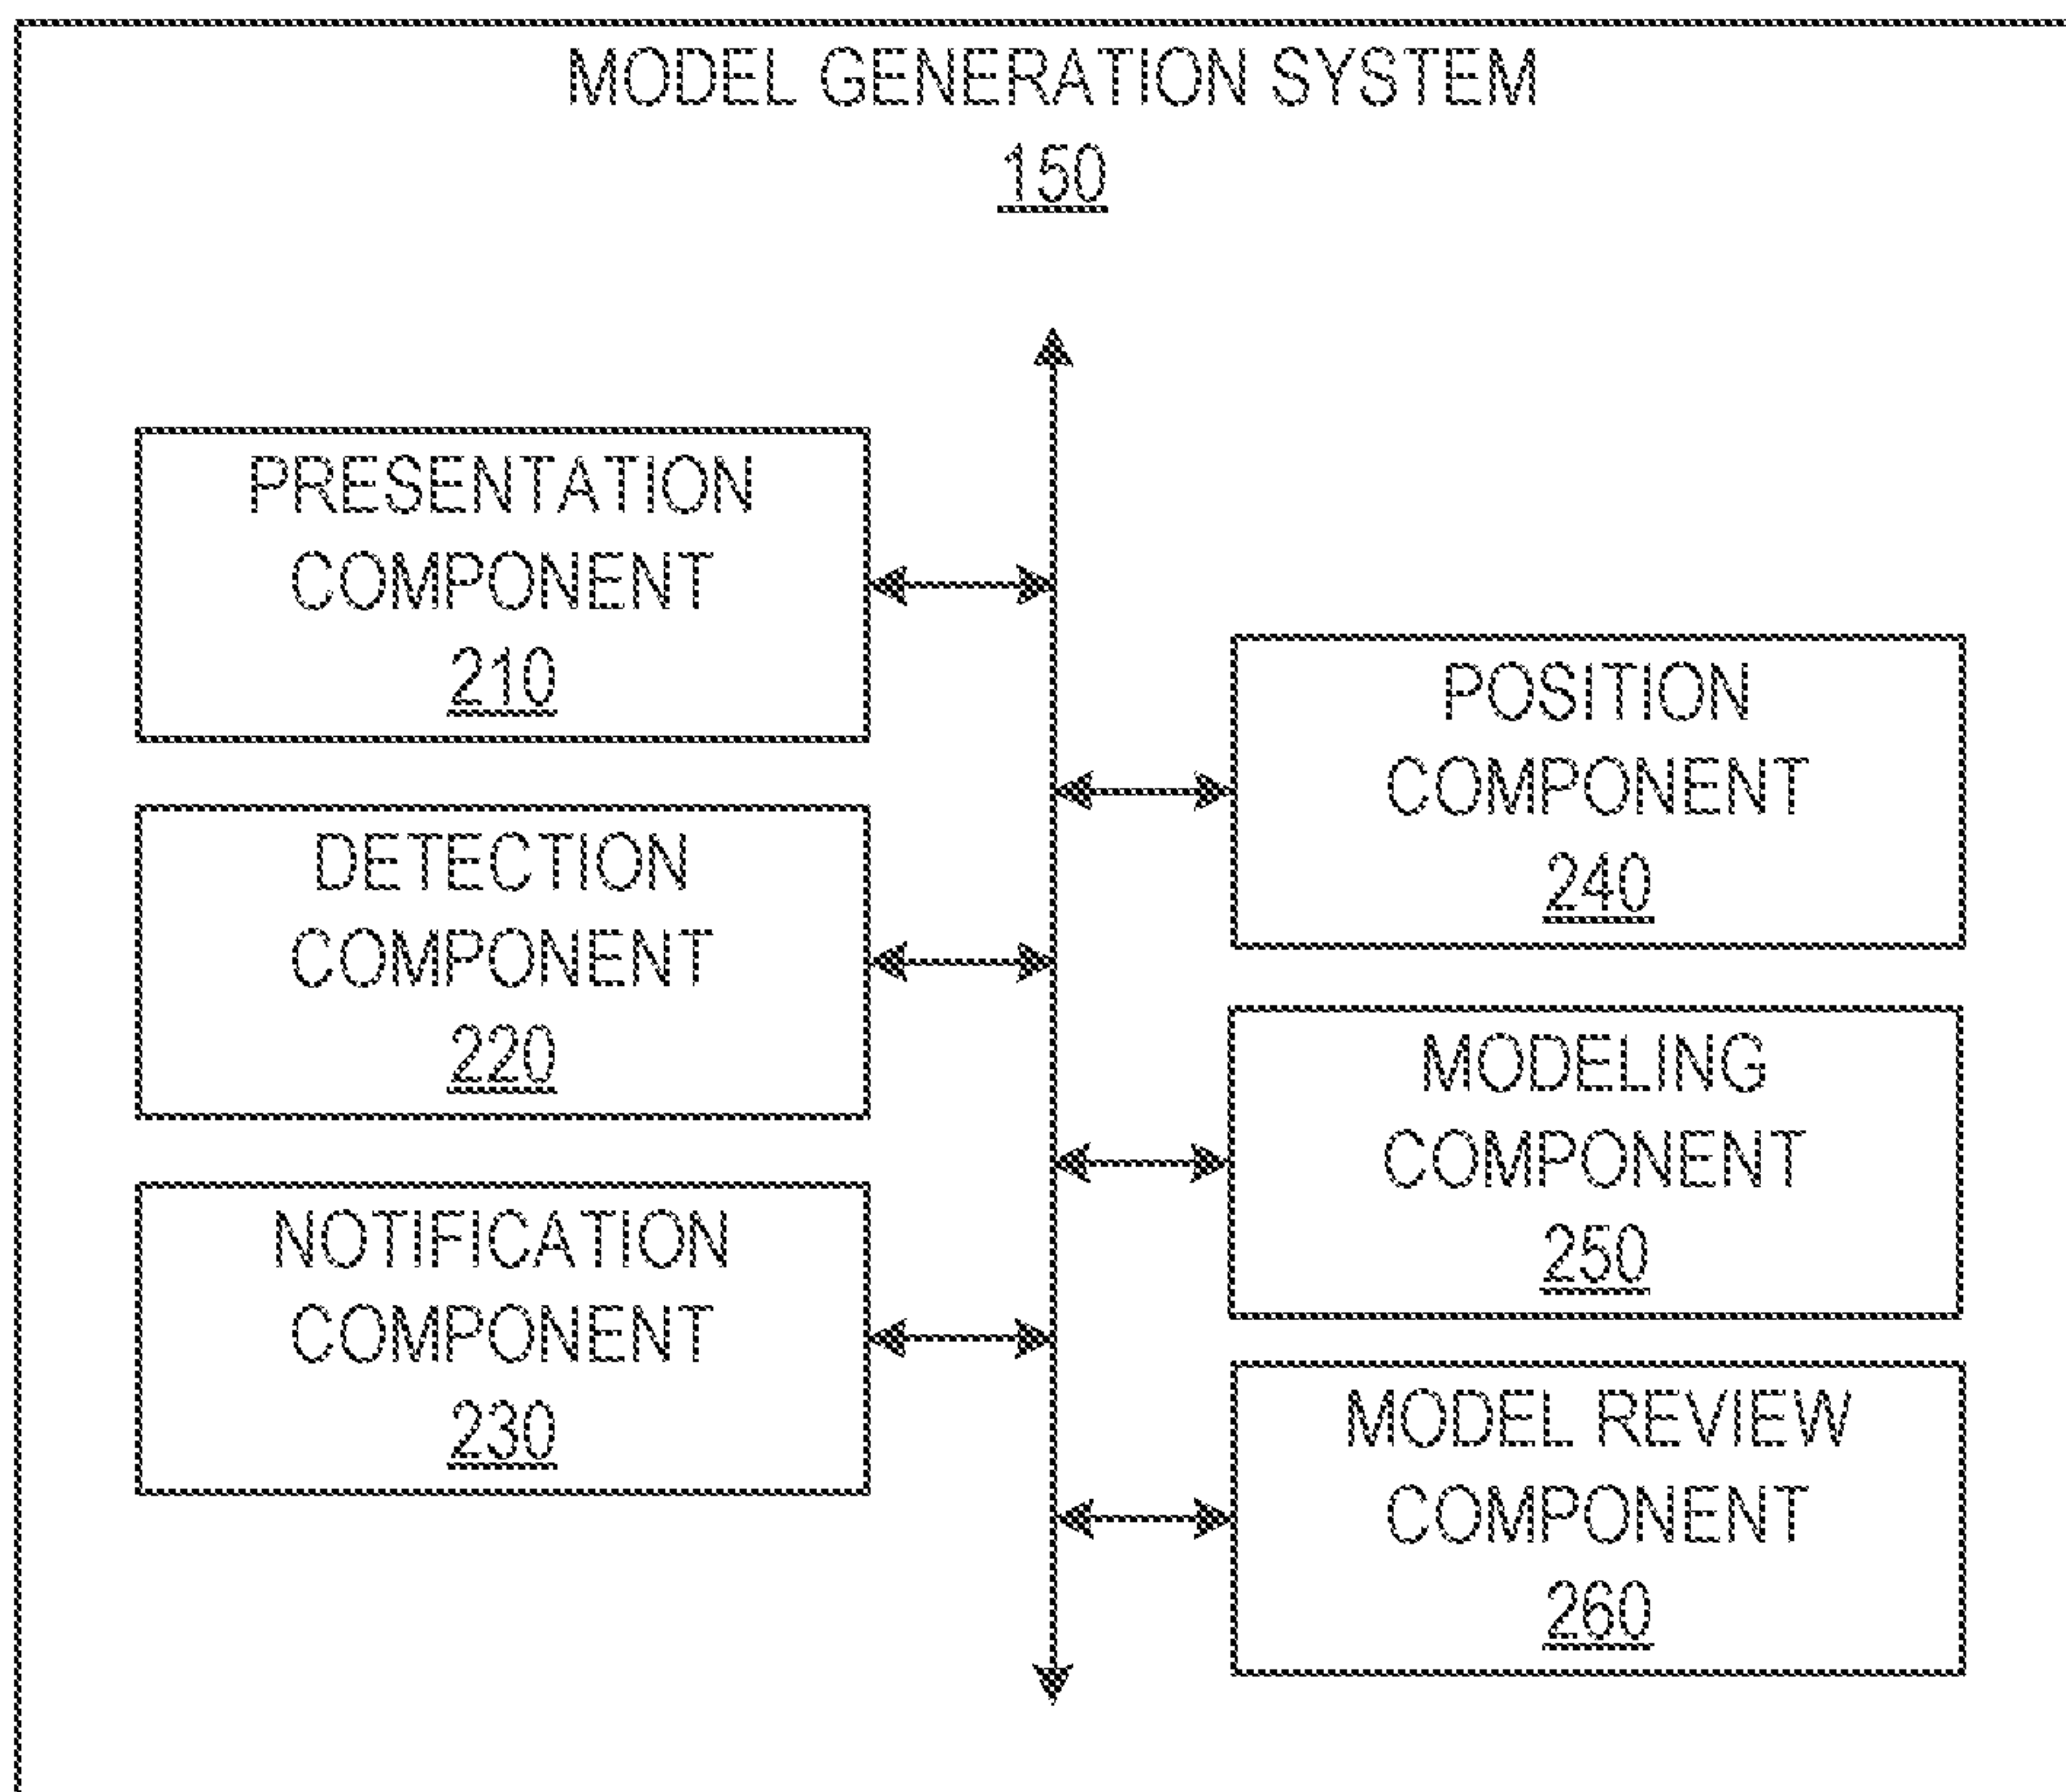 MODEL GENERATION SYSTEM
150
PRESENTATION
COMPONENT
210
DETECTION
COMPONENT
220
NOTIFICATION
COMPONENT
230
POSITION
COMPONENT
240
MODELING
COMPONENT
250
MODEL REVIEW
COMPONENT
260